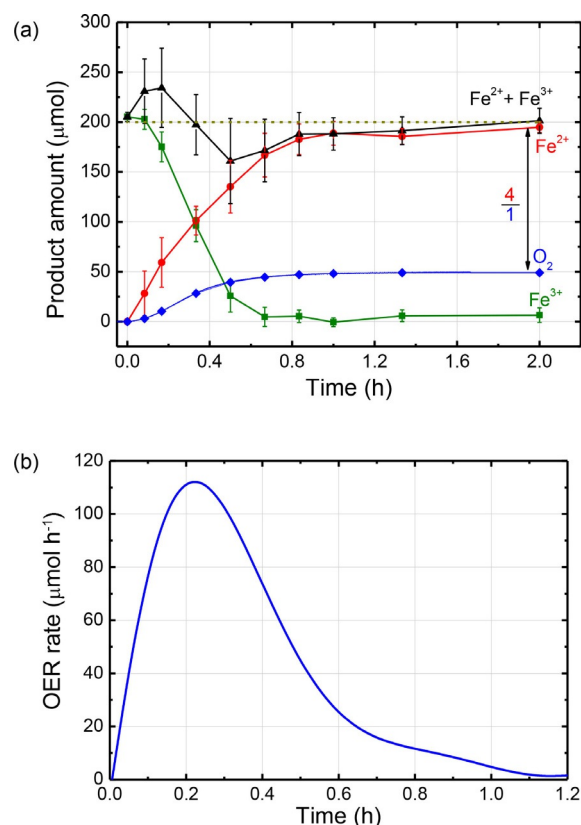 (a)
300
250
200
150
100
50
0
Product amount (μmol)
Fe²⁺ + Fe³⁺
Fe²⁺
4
1
O₂
Fe³⁺
0.0 0.4 0.8 1.2 1.6 2.0
Time (h)
(b)
120
100
80
60
40
20
0
OER rate (μmol h⁻¹)
0.0 0.2 0.4 0.6 0.8 1.0 1.2
Time (h)